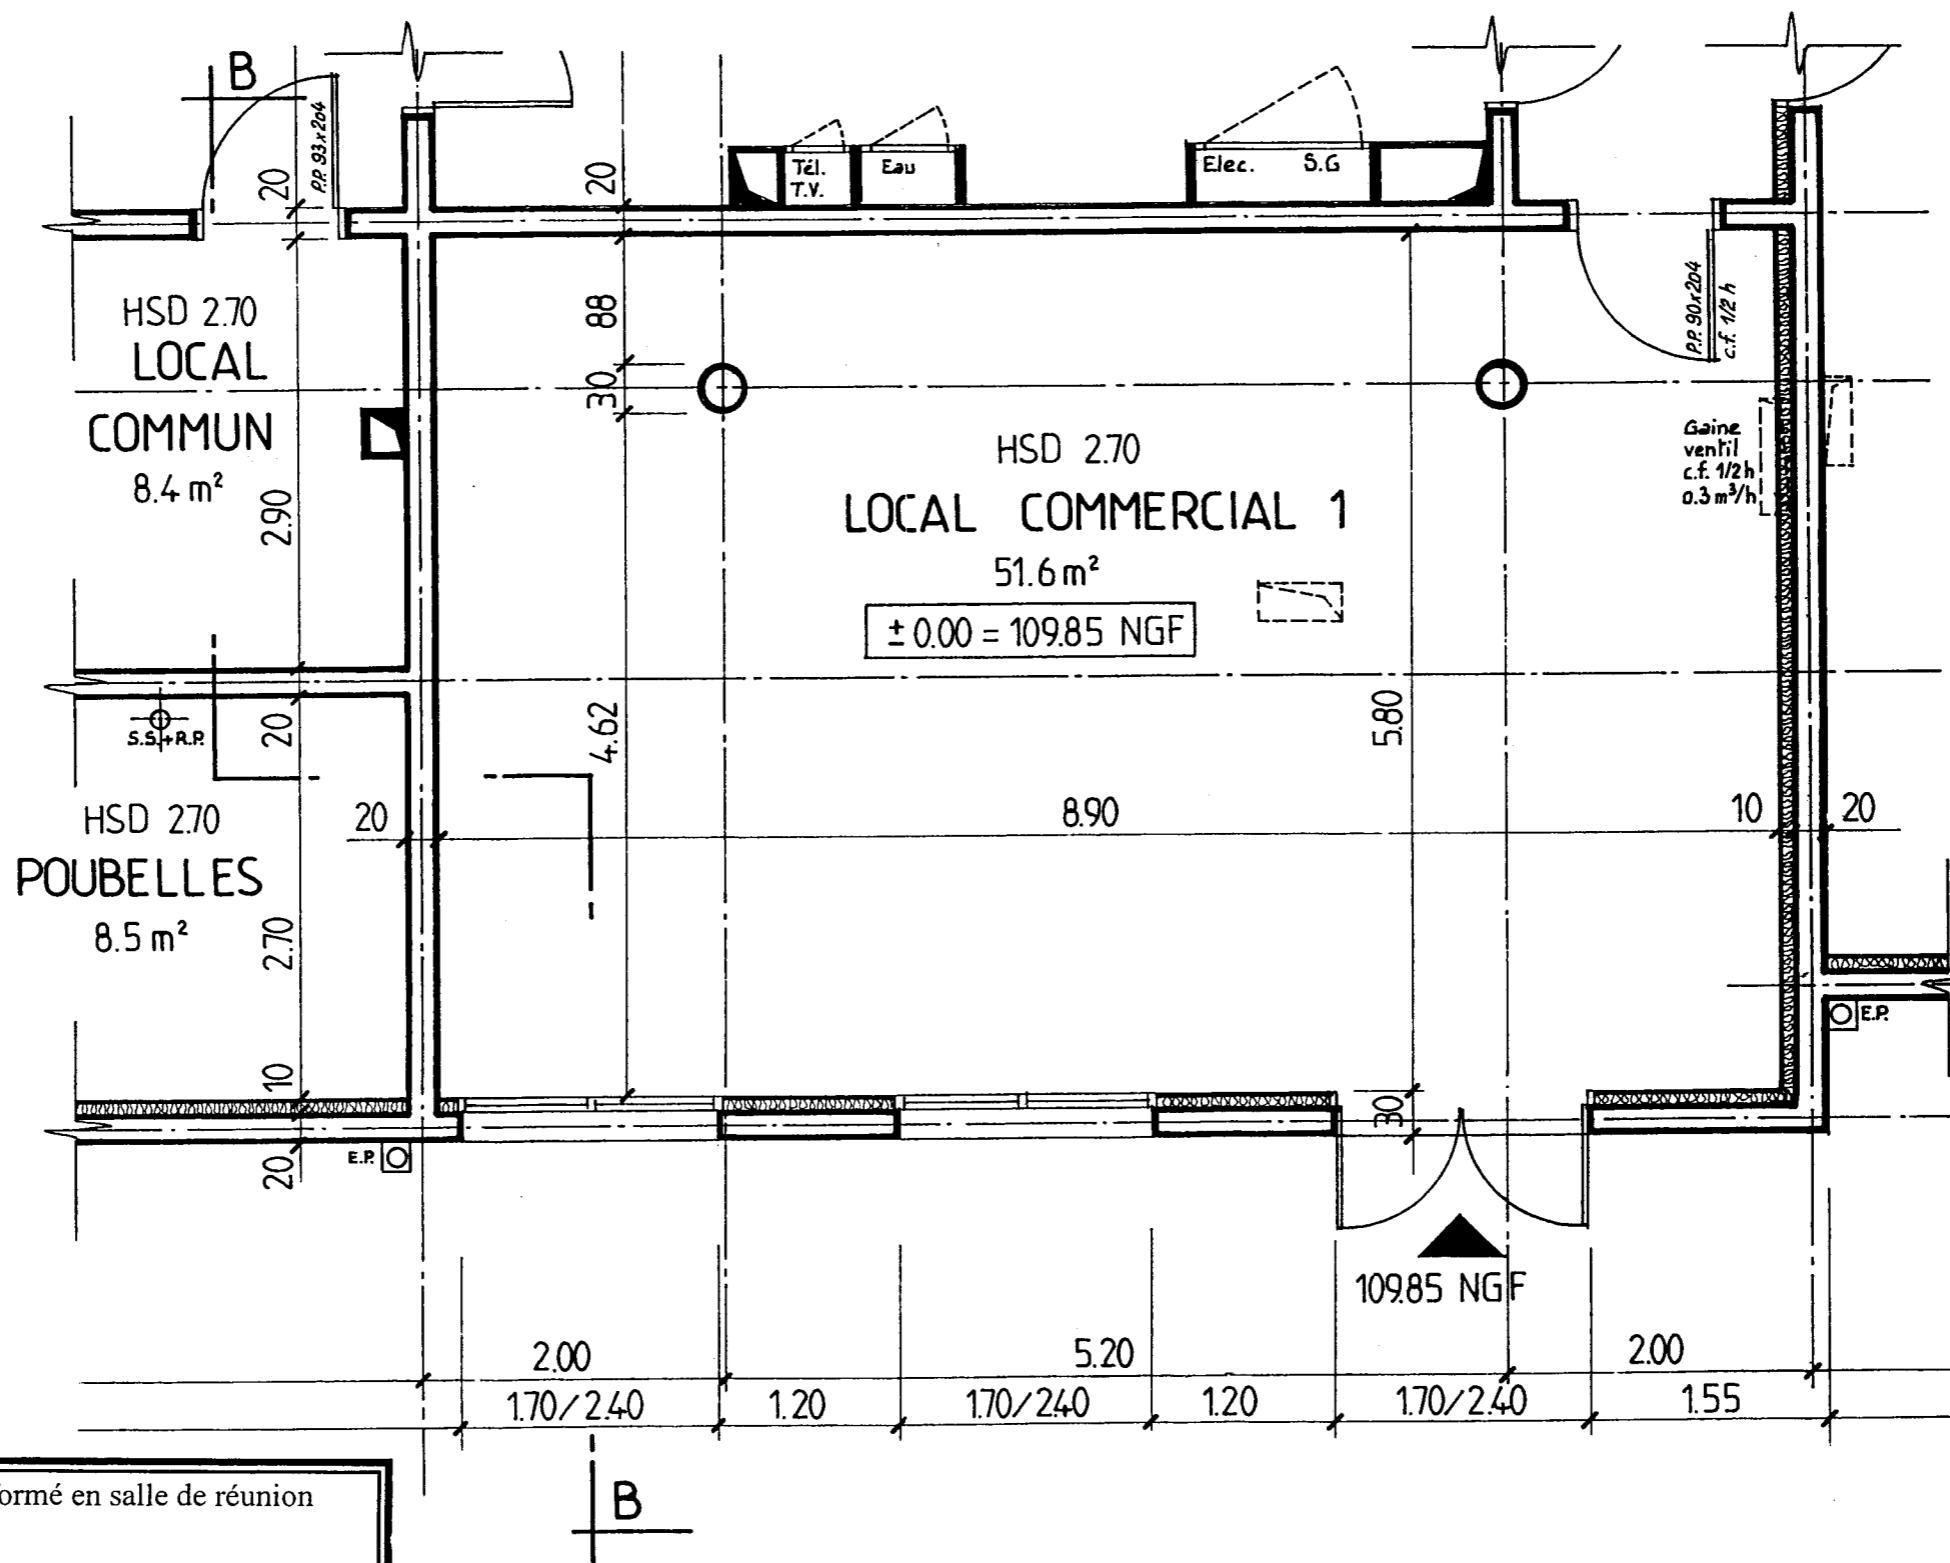 B
P.P. 93x204
20
20
Tél.
T.V.
Eau
Elec. S.G
HSD 2.70
LOCAL
COMMUN
8.4 m²
2.90
88
30
P.P. 90x204
c.f. 1/2 h
Gaine
ventil
c.f. 1/2h
0.3 m³/h
HSD 2.70
LOCAL COMMERCIAL 1
51.6 m²
± 0.00 = 109.85 NGF
S.S.+R.P.
20
4.62
5.80
HSD 2.70
POUBELLES
8.5 m²
20
8.90
10
20
2.70
10
20
30
E.P.
E.P.
109.85 NGF
2.00
5.20
2.00
1.70/2.40
1.20
1.70/240
1.20
1.70/2.40
1.55
B
ormé en salle de réunion